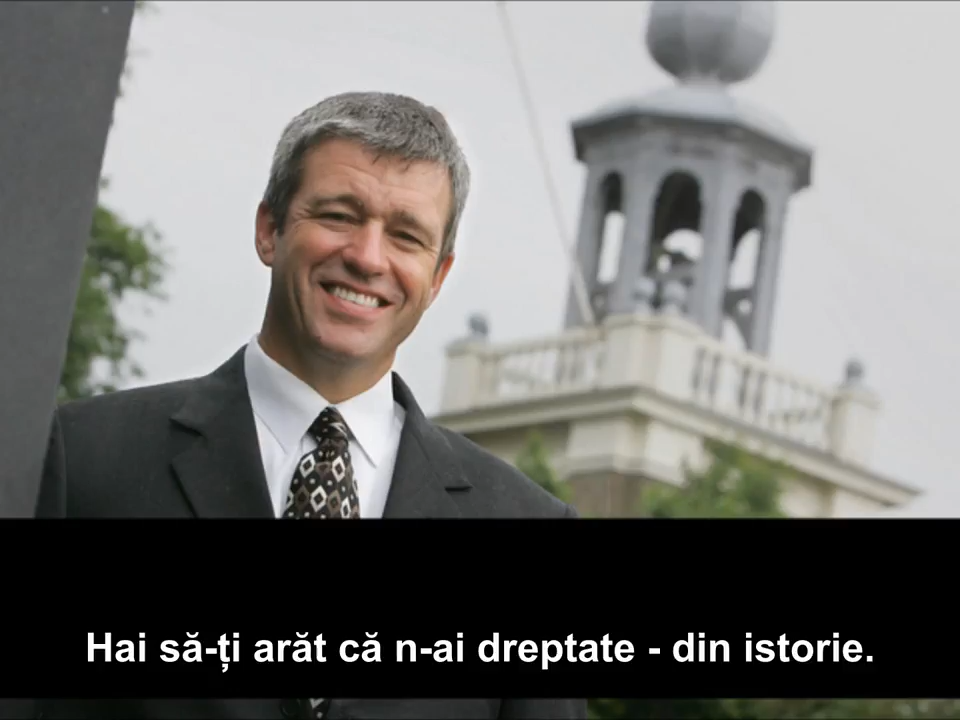 Hai să-ți arăt că n-ai dreptate - din istorie.